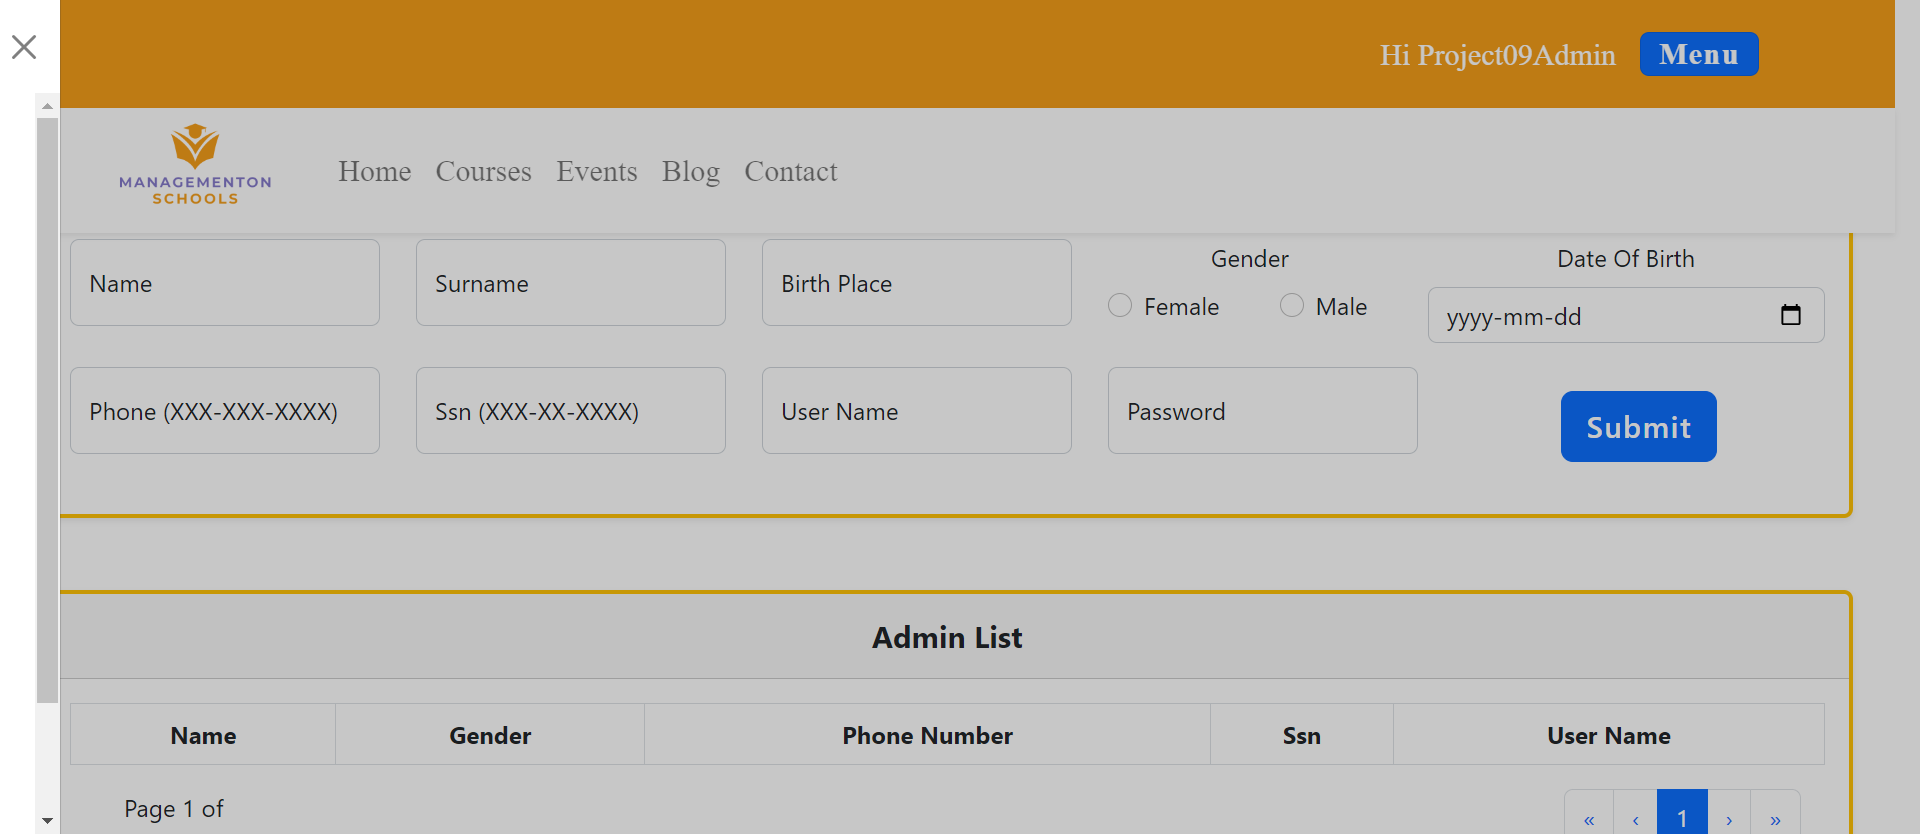 Hi Project09Admin Menu
MANAGEMENTON
SCHOOLS
Home Courses Events Blog Contact
Name Surname Birth Place Gender Female Male Date Of Birth yyyy-mm-dd
Phone (XXX-XXX-XXXX) Ssn (XXX-XX-XXXX) User Name Password Submit
Admin List
Name Gender Phone Number Ssn User Name
Page 1 of « ‹ 1 › »